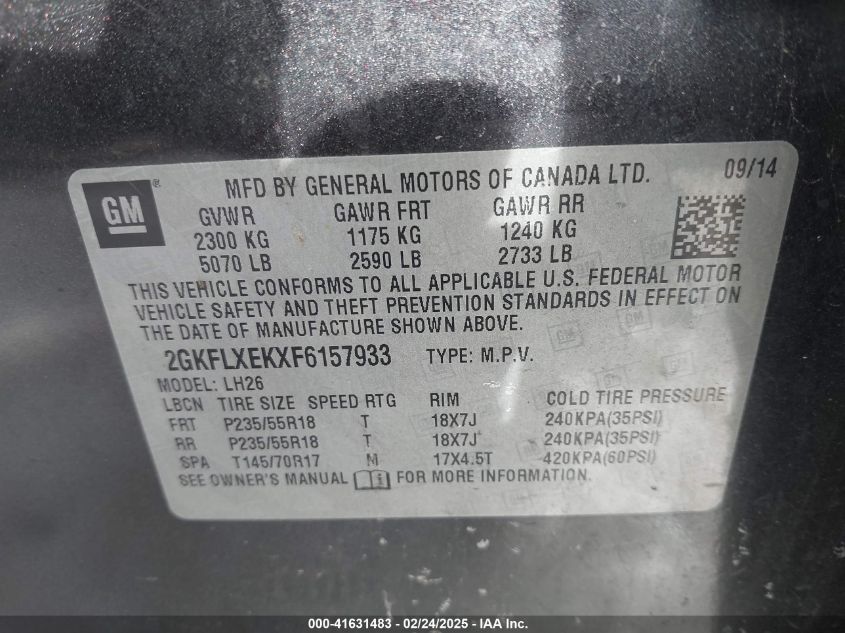 MFD BY GENERAL MOTORS OF CANADA LTD. 09/14
GM®
GVWR GAWR FRT GAWR RR
2300 KG 1175 KG 1240 KG
5070 LB 2590 LB 2733 LB
THIS VEHICLE CONFORMS TO ALL APPLICABLE U.S. FEDERAL MOTOR
VEHICLE SAFETY AND THEFT PREVENTION STANDARDS IN EFFECT ON
THE DATE OF MANUFACTURE SHOWN ABOVE.
2GKFLXEKXF6157933 TYPE: M.P.V.
MODEL: LH26
LBCN TIRE SIZE SPEED RTG RIM COLD TIRE PRESSURE
FRT P235/55R18 T 18X7J 240KPA(35PSI)
RR P235/55R18 T 18X7J 240KPA(35PSI)
SPA T145/70R17 M 17X4.5T 420KPA(60PSI)
SEE OWNER'S MANUAL FOR MORE INFORMATION.
000-41631483 - 02/24/2025 - IAA Inc.